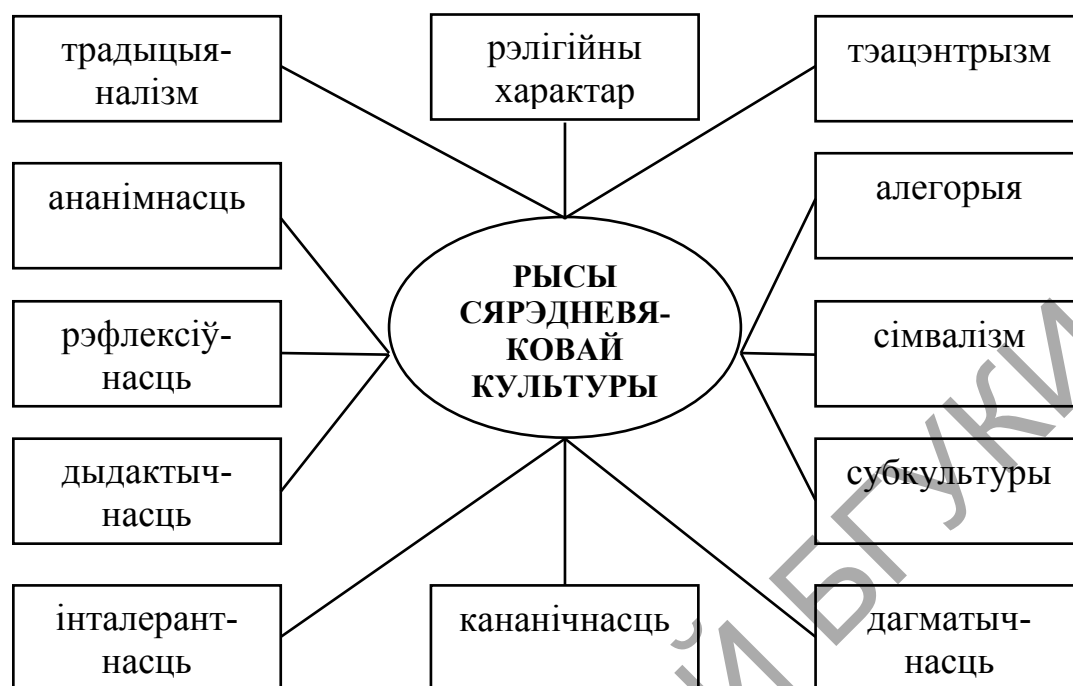 традыцыя-
налізм
рэлігійны
характар
тэацэнтрызм
ананімнасць
алегорыя
РЫСЫ
СЯРЭДНЕВЯ-
КОВАЙ
КУЛЬТУРЫ
рэфлексіў-
насць
сімвалізм
дыдактыч-
насць
субкультуры
інталерант-
насць
кананічнасць
дагматыч-
насць
Й БГУКИ